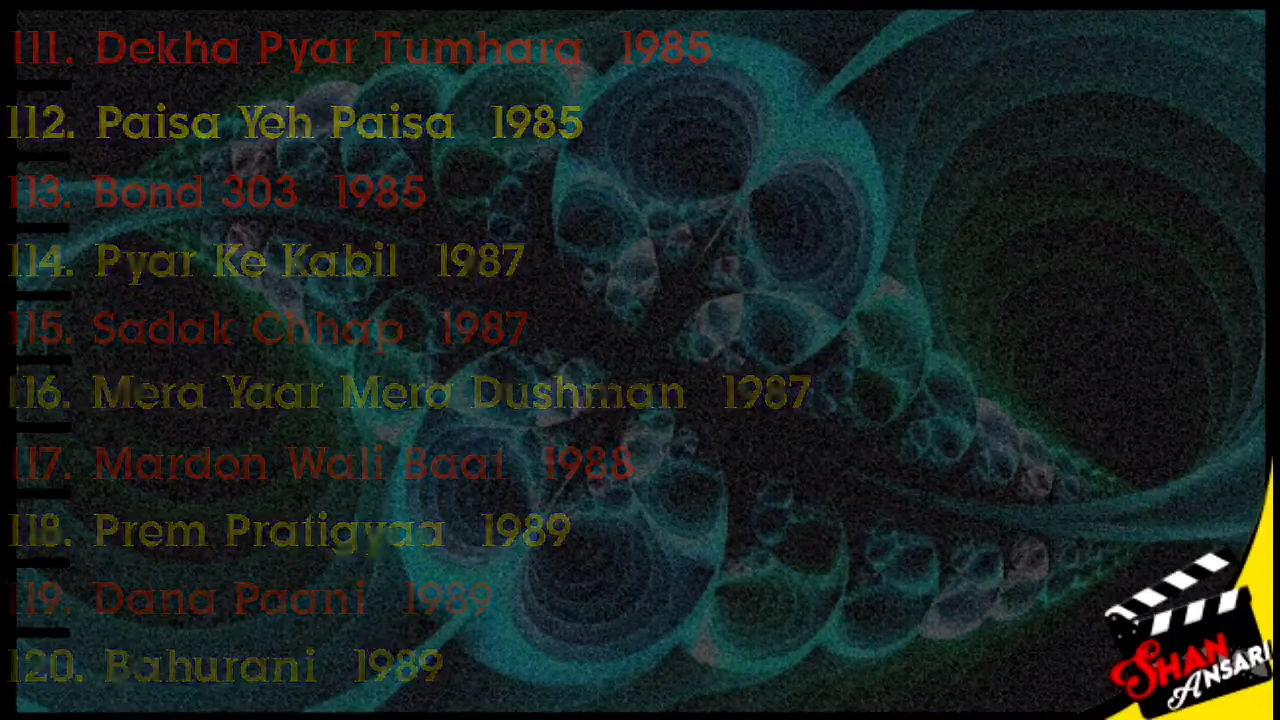 111. Dekha Pyar Tumhara 1985
112. Paisa Yeh Paisa 1985
113. Bond 303 1985
114. Pyar Ke Kabil 1987
115. Sadak Chhap 1987
116. Mera Yaar Mera Dushman 1987
117. Mardon Wali Baat 1988
118. Prem Pratigyaa 1989
119. Dana Paani 1989
120. Bahurani 1989
SHAN
ANSARI